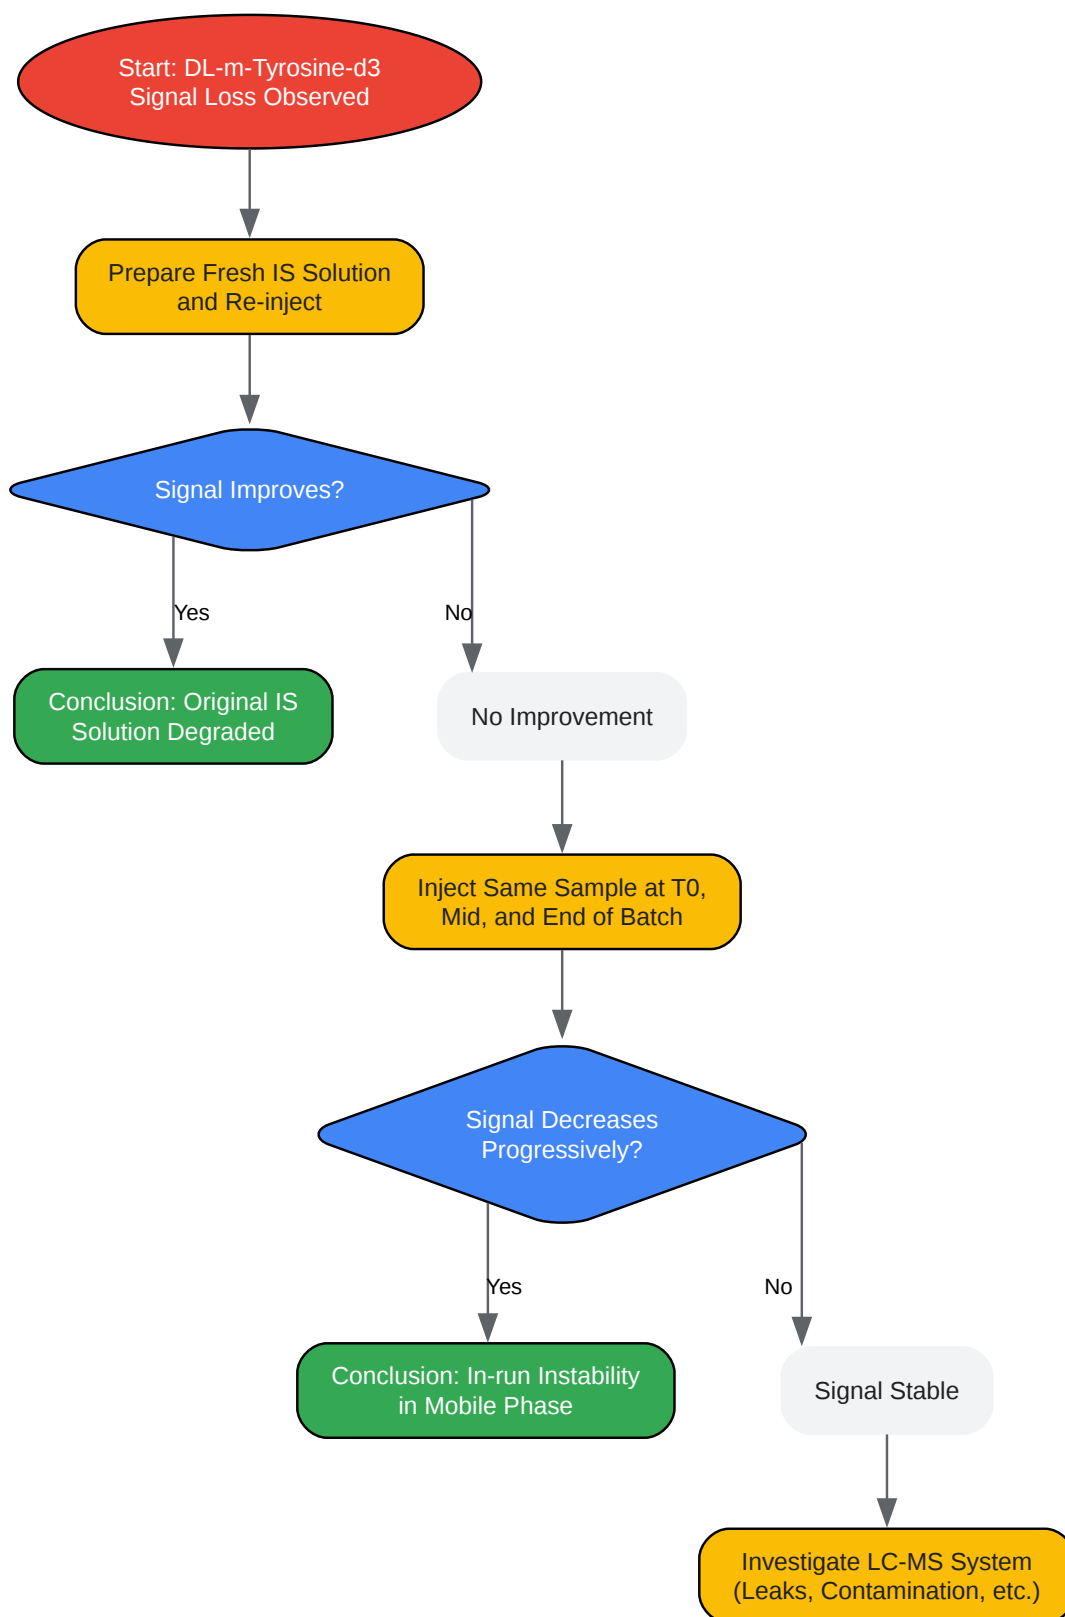 Start: DL-m-Tyrosine-d3
Signal Loss Observed
Prepare Fresh IS Solution
and Re-inject
Signal Improves?
Yes
No
Conclusion: Original IS
Solution Degraded
No Improvement
Inject Same Sample at T0,
Mid, and End of Batch
Signal Decreases
Progressively?
Yes
No
Conclusion: In-run Instability
in Mobile Phase
Signal Stable
Investigate LC-MS System
(Leaks, Contamination, etc.)